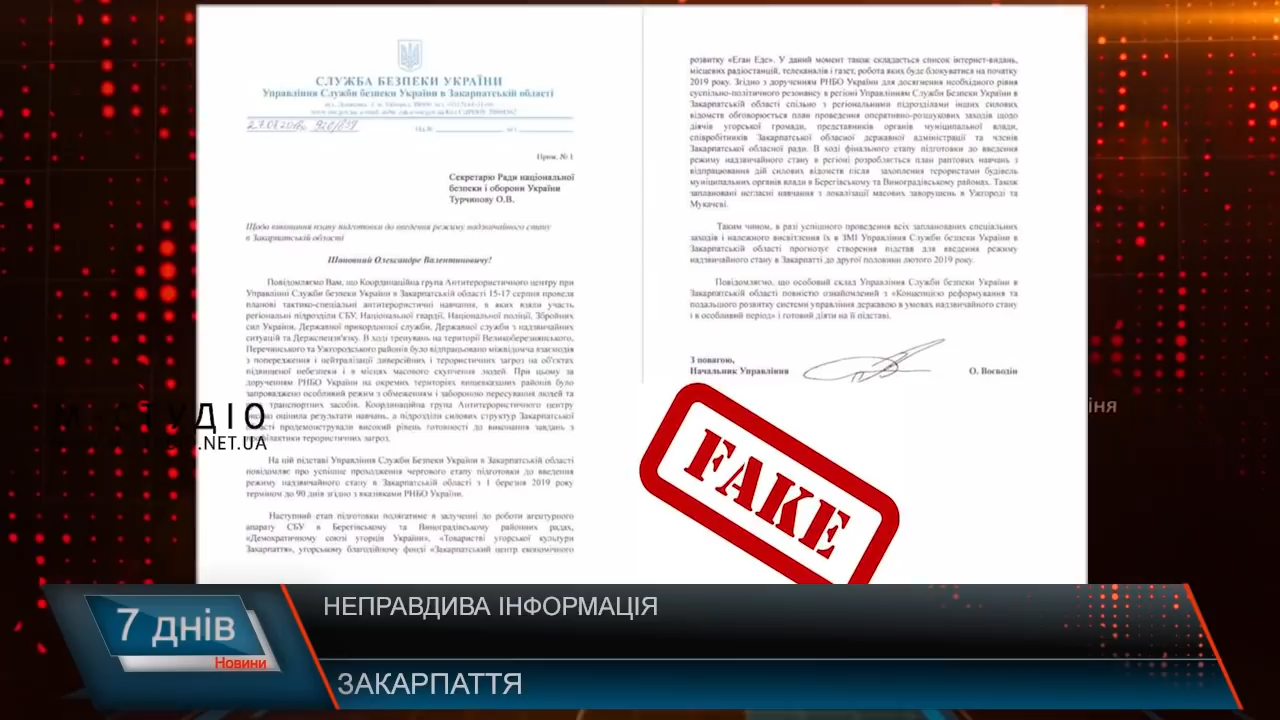 СЛУЖБА БЕЗПЕКИ УКРАЇНИ
Управління Служби безпеки України в Закарпатській області
Прим. № 1
Секретарю Ради національної
безпеки і оборони України
Турчинову О.В.
Щодо виконання плану підготовки до введення режиму надзвичайного стану
в Закарпатській області
Шановний Олександре Валентиновичу!
Повідомляємо Вам, що Координаційна група Антитерористичного центру при
Управлінні Служби безпеки України в Закарпатській області 15-17 серпня провела
планові тактико-спеціальні антитерористичні навчання, в яких взяли участь
регіональні підрозділи СБУ, Національної гвардії, Національної поліції, Збройних
сил України, Державної прикордонної служби, Державної служби з надзвичайних
ситуацій та Держспецзв'язку. В ході тренувань на території Великоберезнянського,
Перечинського та Ужгородського районів було відпрацьовано міжвідомча взаємодія
з попередження і нейтралізації диверсійних і терористичних загроз на об'єктах
підвищеної небезпеки і в місцях масового скупчення людей. При цьому за
дорученням РНБО України на окремих територіях вищевказаних районів було
запроваджено особливий режим з обмеженням і забороною пересування людей та
транспортних засобів. Координаційна група Антитерористичного центру
оцінила результати навчань, а підрозділи силових структур Закарпатської
продемонстрували високий рівень готовності до виконання завдань з
терористичних загроз.
На цій підставі Управління Служби Безпеки України в Закарпатській області
повідомляє про успішне проходження чергового етапу підготовки до введення
режиму надзвичайного стану в Закарпатській області з 1 березня 2019 року
терміном до 90 днів згідно з вказівками РНБО України.
Наступний етап підготовки полягатиме в залученні до роботи агентурного
апарату СБУ в Берегівському та Виноградівському районних радах,
«Демократичному союзі угорців України», «Товаристві угорської культури
Закарпаття», угорському благодійному фонді «Закарпатський центр економічного
розвитку «Еган Еде». У даний момент також складається список інтернет-видань,
місцевих радіостанцій, телеканалів і газет, робота яких буде блокуватися на початку
2019 року. Згідно з дорученням РНБО України для досягнення необхідного рівня
суспільно-політичного резонансу в регіоні Управлінням Служби Безпеки України в
Закарпатській області спільно з регіональними підрозділами інших силових
відомств обговорюється план проведення оперативно-розшукових заходів щодо
діячів угорської громади, представників органів муніципальної влади,
співробітників Закарпатської обласної державної адміністрації та членів
Закарпатської обласної ради. В ході фінального етапу підготовки до введення
режиму надзвичайного стану в регіоні розробляється план раптових навчань з
відпрацювання дій силових відомств після захоплення терористами будівель
муніципальних органів влади в Берегівському та Виноградівському районах. Також
заплановані негласні навчання з локалізації масових заворушень в Ужгороді та
Мукачеві.
Таким чином, в разі успішного проведення всіх запланованих спеціальних
заходів і належного висвітлення їх в ЗМІ Управління Служби безпеки України в
Закарпатській області прогнозує створення підстав для введення режиму
надзвичайного стану в Закарпатті до другої половини лютого 2019 року.
Повідомляємо, що особовий склад Управління Служби безпеки України в
Закарпатській області повністю ознайомлений з «Концепцією реформування та
подальшого розвитку системи управління державою в умовах надзвичайного стану
і в особливий період» і готовий діяти на її підставі.
З повагою,
Начальник Управління О. Воєводін
FAKE
.NET.UA
7 днів
Новини
НЕПРАВДИВА ІНФОРМАЦІЯ
ЗАКАРПАТТЯ